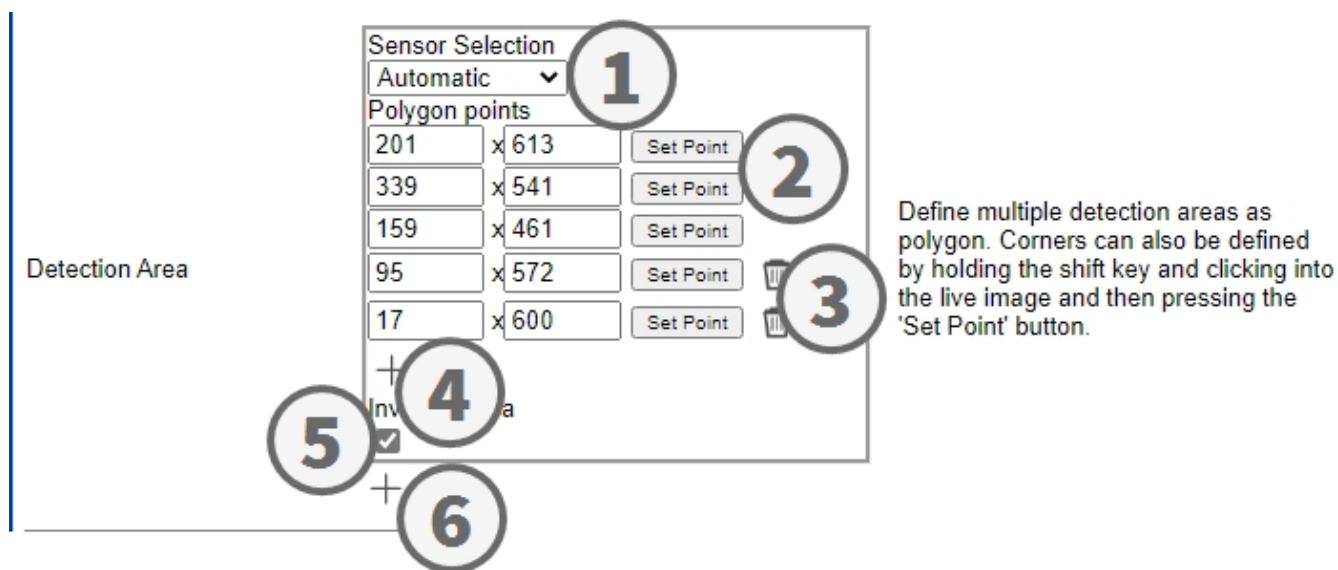 Sensor Selection
Automatic
1
Polygon points
201 x 613 Set Point
2
339 x 541 Set Point
159 x 461 Set Point
Detection Area
95 x 572 Set Point
3
17 x 600 Set Point
Define multiple detection areas as
polygon. Corners can also be defined
by holding the shift key and clicking into
the live image and then pressing the
'Set Point' button.
4
5
6